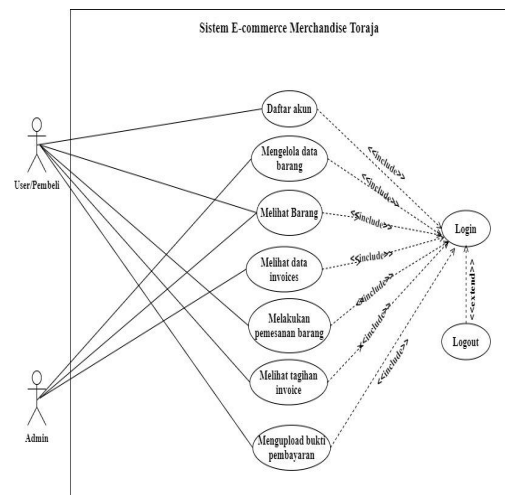 Sistem E-commerce Merchandise Toraja
Daftar akun
Mengelola data
barang
User/Pembeli
Melihat Barang
Login
Melihat data
invoices
Melakukan
pemesanan barang
Logout
Melihat tagihan
invoice
Admin
Mengupload bukti
pembayaran
<<include>>
<<include>>
<<include>>
<<include>>
<<include>>
<<include>>
<<include>>
<<extend>>